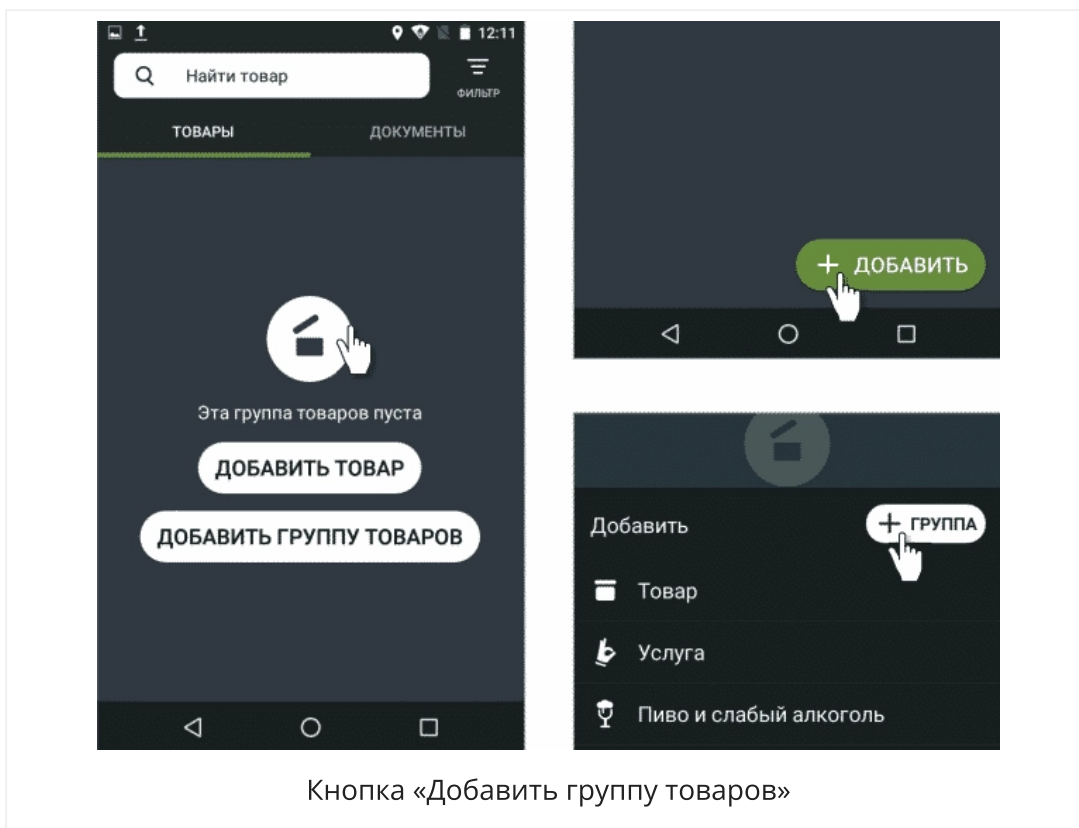 12:11
Найти товар
ФИЛЬТР
ТОВАРЫ
ДОКУМЕНТЫ
Эта группа товаров пуста
ДОБАВИТЬ ТОВАР
ДОБАВИТЬ ГРУППУ ТОВАРОВ
+ ДОБАВИТЬ
Добавить
+ ГРУППА
Товар
Услуга
Пиво и слабый алкоголь
Кнопка «Добавить группу товаров»